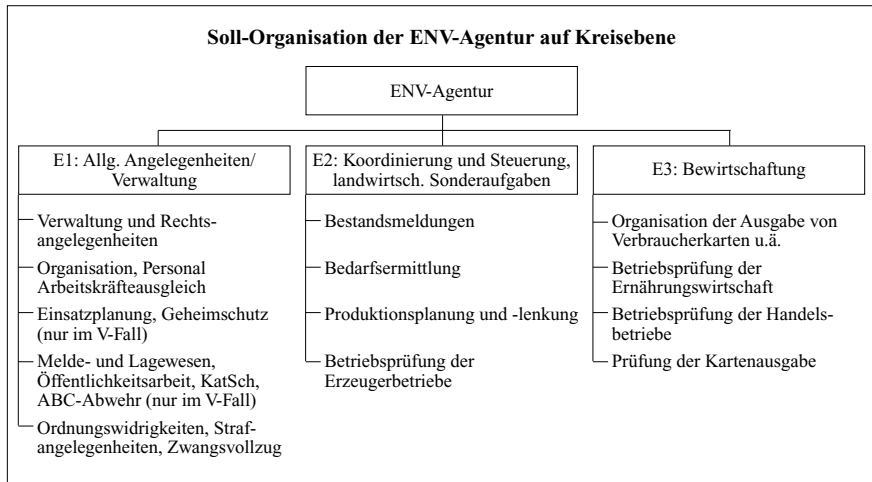 Soll-Organisation der ENV-Agentur auf Kreisebene
ENV-Agentur
E1: Allg. Angelegenheiten/
Verwaltung
Verwaltung und Rechts-
angelegenheiten
Organisation, Personal
Arbeitskräfteausgleich
Einsatzplanung, Geheimschutz
(nur im V-Fall)
Melde- und Lagewesen,
Öffentlichkeitsarbeit, KatSch,
ABC-Abwehr (nur im V-Fall)
Ordnungswidrigkeiten, Straf-
angelegenheiten, Zwangsvollzug
E2: Koordinierung und Steuerung,
landwirtsch. Sonderaufgaben
Bestandsmeldungen
Bedarfsermittlung
Produktionsplanung und -lenkung
Betriebsprüfung der
Erzeugerbetriebe
E3: Bewirtschaftung
Organisation der Ausgabe von
Verbraucherkarten u.ä.
Betriebsprüfung der
Ernährungswirtschaft
Betriebsprüfung der Handels-
betriebe
Prüfung der Kartenausgabe